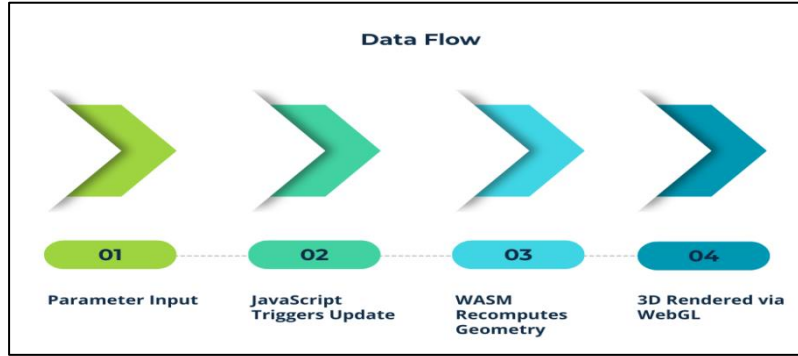 Data Flow
01
02
03
04
Parameter Input
JavaScript
Triggers Update
WASM
Recomputes
Geometry
3D Rendered via
WebGL